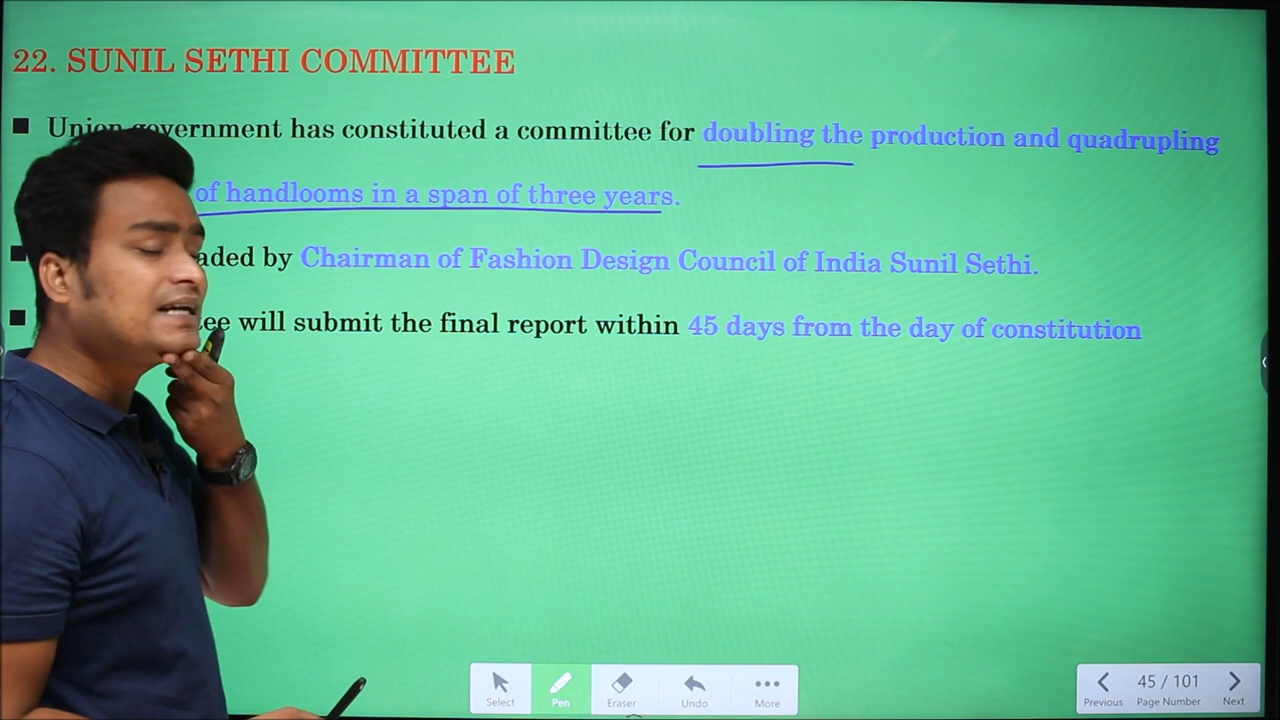 22. SUNIL SETHI COMMITTEE
■ Union government has constituted a committee for doubling the production and quadrupling
of handlooms in a span of three years.
■ aded by Chairman of Fashion Design Council of India Sunil Sethi.
■ tee will submit the final report within 45 days from the day of constitution
Select Pen Eraser Undo More
45 / 101
Previous Page Number Next